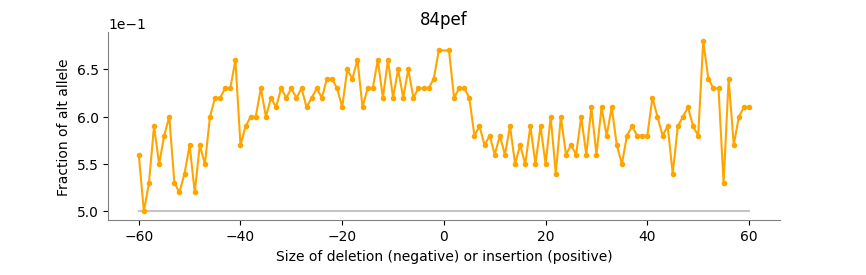 84pef
1e−1
Fraction of alt allele
6.5
6.0
5.5
5.0
−60
−40
−20
0
20
40
60
Size of deletion (negative) or insertion (positive)